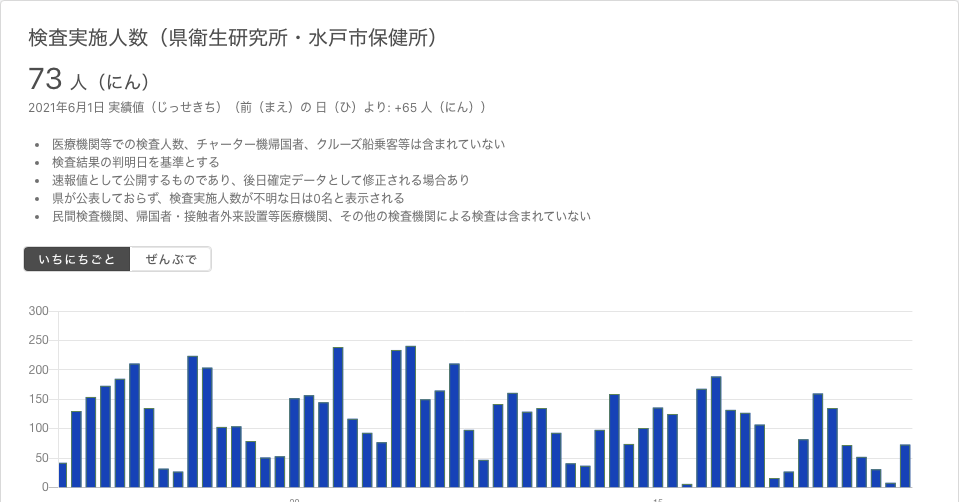 検査実施人数（県衛生研究所・水戸市保健所）
73 人（にん）
2021年6月1日 実績値（じっせきち）（前（まえ）の 日（ひ）より: +65 人（にん））
• 医療機関等での検査人数、チャーター機帰国者、クルーズ船乗客等は含まれていない
• 検査結果の判明日を基準とする
• 速報値として公開するものであり、後日確定データとして修正される場合あり
• 県が公表しておらず、検査実施人数が不明な日は0名と表示される
• 民間検査機関、帰国者・接触者外来設置等医療機関、その他の検査機関による検査は含まれていない
いちにちごと ぜんぶで
300
250
200
150
100
50
0